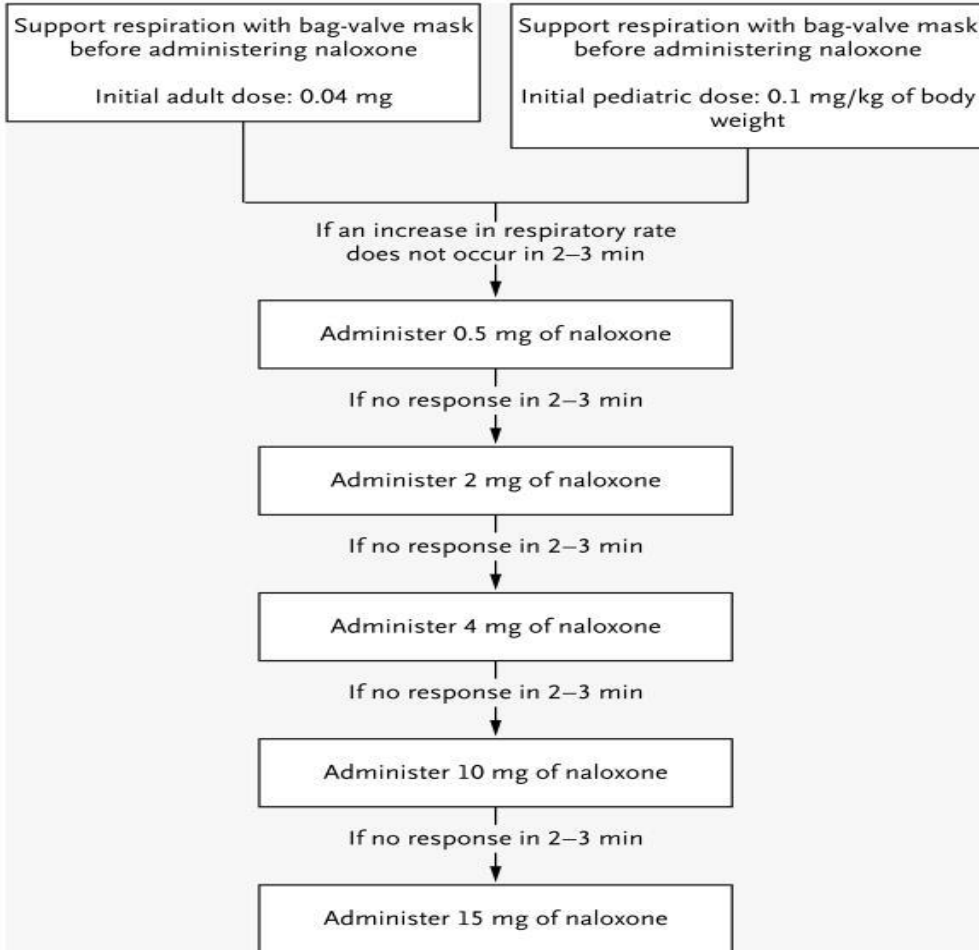 Support respiration with bag-valve mask
before administering naloxone
Initial adult dose: 0.04 mg
Support respiration with bag-valve mask
before administering naloxone
Initial pediatric dose: 0.1 mg/kg of body
weight
If an increase in respiratory rate
does not occur in 2–3 min
Administer 0.5 mg of naloxone
If no response in 2–3 min
Administer 2 mg of naloxone
If no response in 2–3 min
Administer 4 mg of naloxone
If no response in 2–3 min
Administer 10 mg of naloxone
If no response in 2–3 min
Administer 15 mg of naloxone